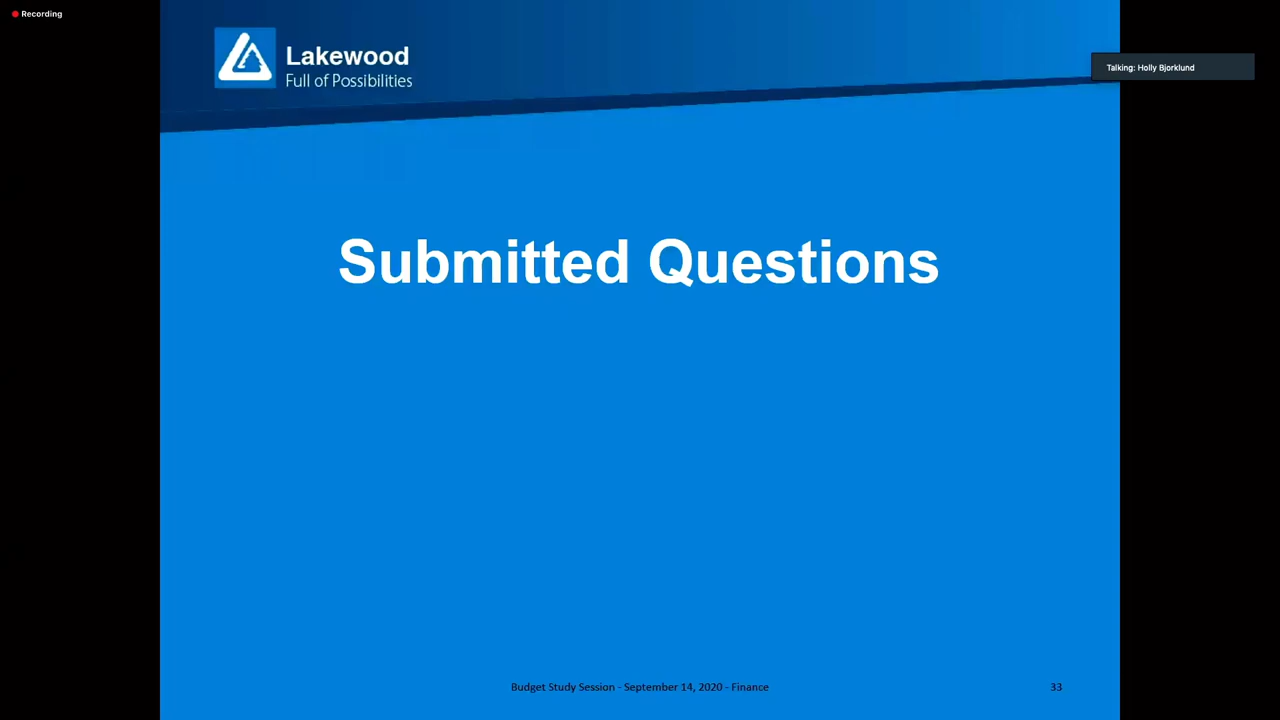 Recording
Lakewood
Full of Possibilities
Talking: Holly Bjorklund
Submitted Questions
Budget Study Session - September 14, 2020 - Finance
33